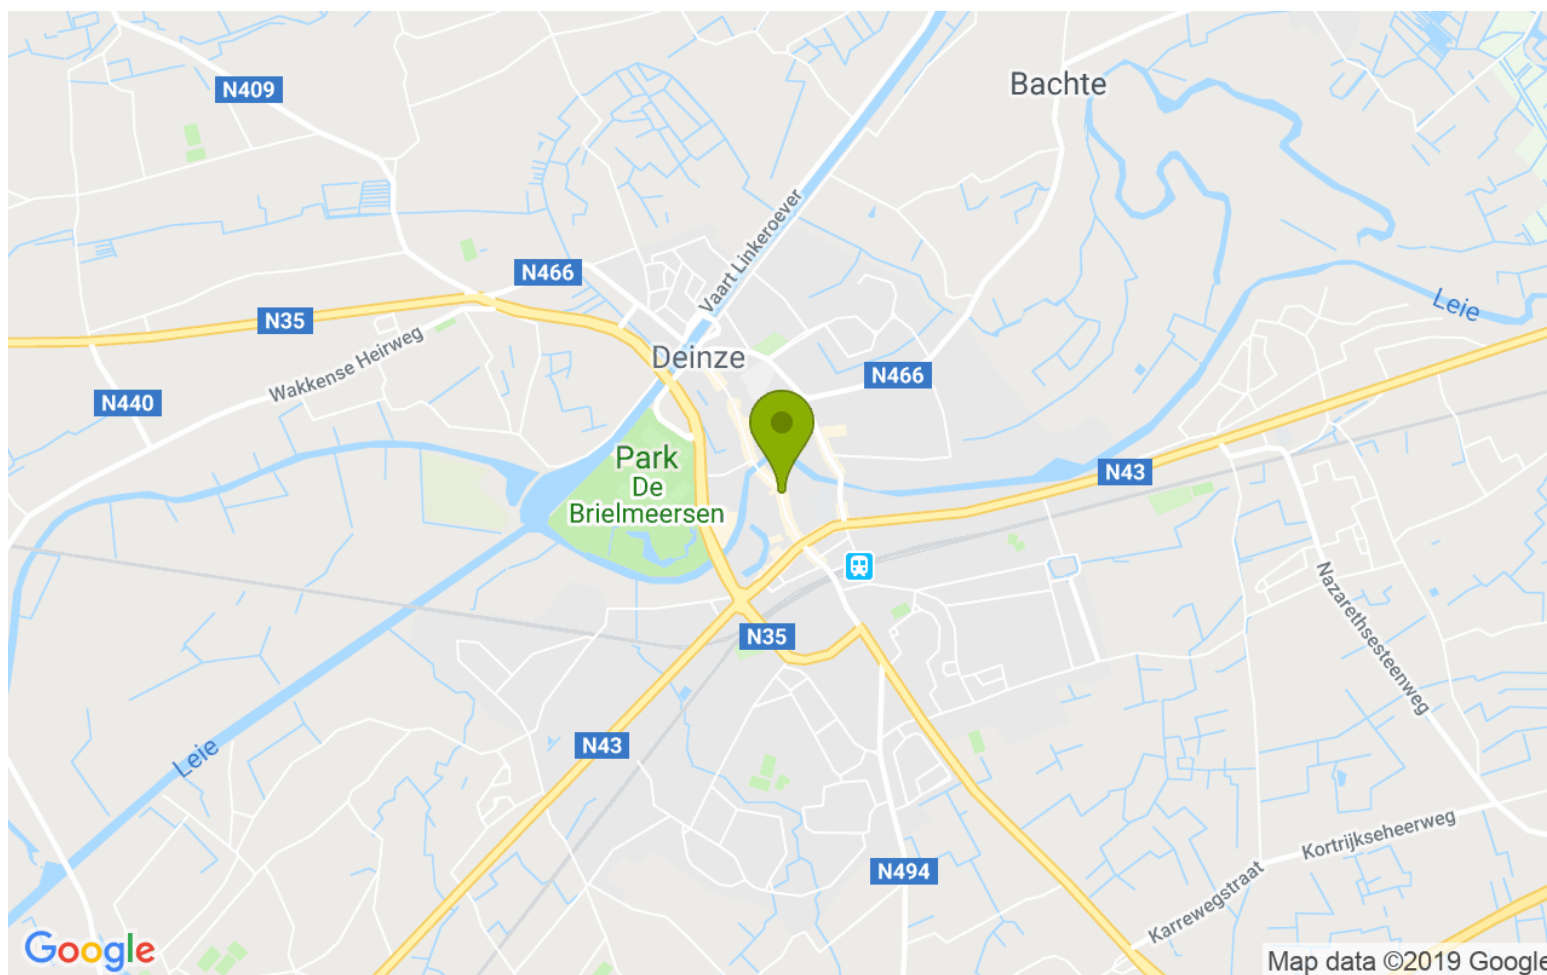 N409
Bachte
Vaart Linkeroever
N466
Leie
N35
Wakkense Heirweg
Deinze
N466
N440
Park
De
Brielmeersen
N43
N35
Nazarethsesteenweg
Leie
N43
Kortrijkseheerweg
N494
Karrewegstraat
Google
Map data ©2019 Google